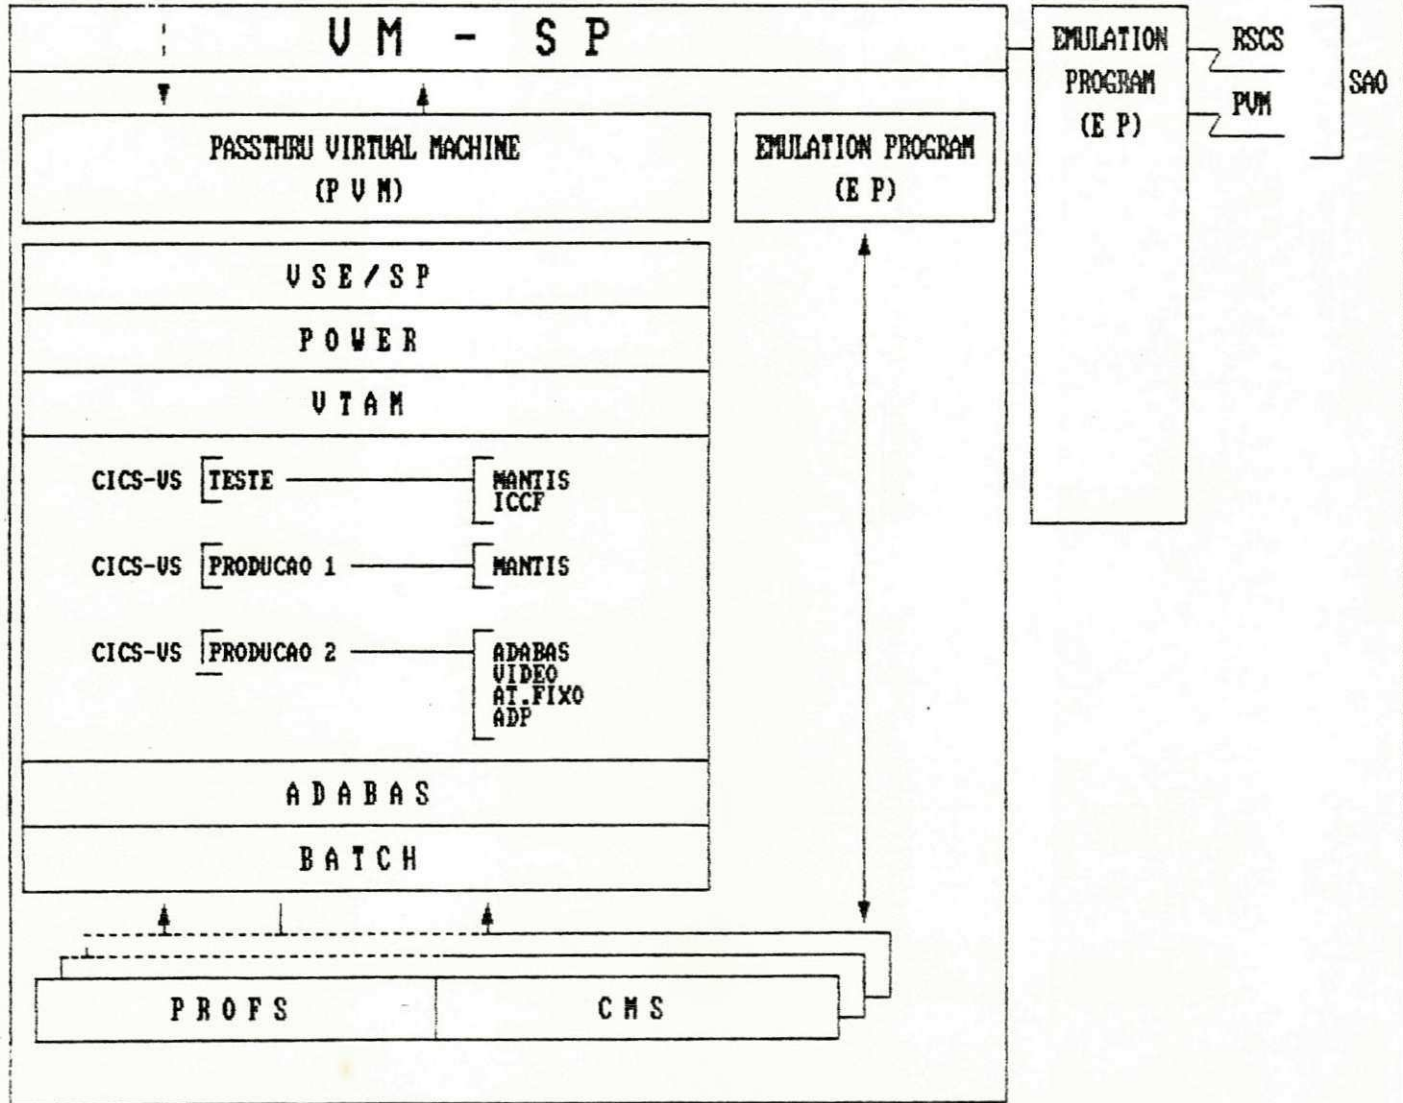 VM - SP
EMULATION
PROGRAM
(E P)
RSCS
PVM
SAO
PASSTHRU VIRTUAL MACHINE
(P V M)
EMULATION PROGRAM
(E P)
VSE/SP
POWER
VTAM
CICS-VS TESTE MANTIS
ICCF
CICS-VS PRODUCAO 1 MANTIS
CICS-VS PRODUCAO 2 ADABAS
VIDEO
AT.FIXO
ADP
ADABAS
BATCH
PROFS CMS